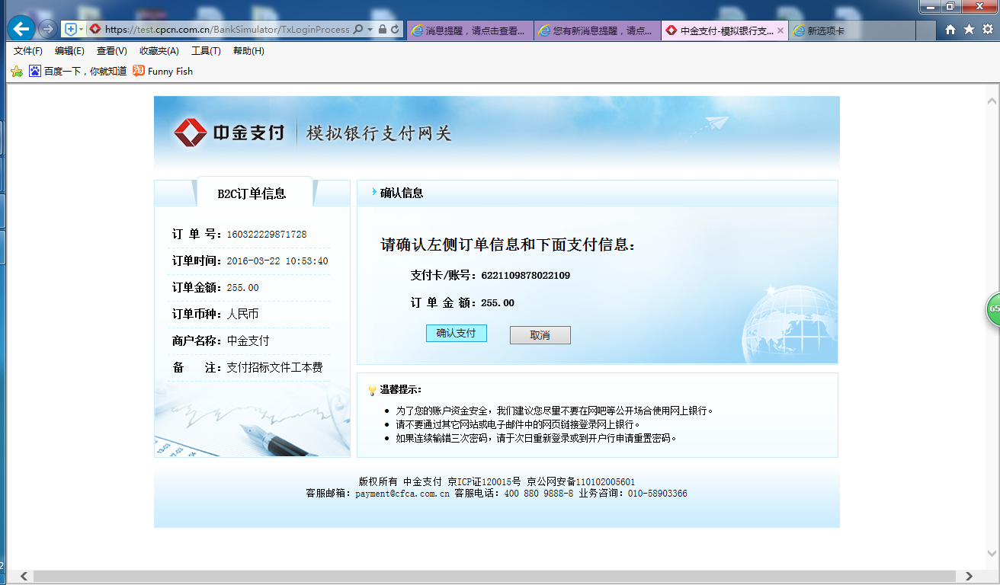 https://test.cpcn.com.cn/BankSimulator/TxLoginProcess
消息提醒，请点击查看...
您有新消息提醒，请点...
中金支付-模拟银行支...
新选项卡
文件(F) 编辑(E) 查看(V) 收藏夹(A) 工具(T) 帮助(H)
百度一下，你就知道 淘 Funny Fish
中金支付 模拟银行支付网关
B2C订单信息
订 单 号：160322229871728
订单时间：2016-03-22 10:53:40
订单金额：255.00
订单币种：人民币
商户名称：中金支付
备 注：支付招标文件工本费
确认信息
请确认左侧订单信息和下面支付信息：
支付卡/账号：6221109878022109
订 单 金 额：255.00
确认支付 取消
65
温馨提示：
为了您的账户资金安全，我们建议您尽量不要在网吧等公开场合使用网上银行。
请不要通过其它网站或电子邮件中的网页链接登录网上银行。
如果连续输错三次密码，请于次日重新登录或到开户行申请重置密码。
版权所有 中金支付 京ICP证120015号 京公网安备110102005601
客服邮箱：payment@cfca.com.cn 客服电话：400 880 9888-8 业务咨询：010-58903366